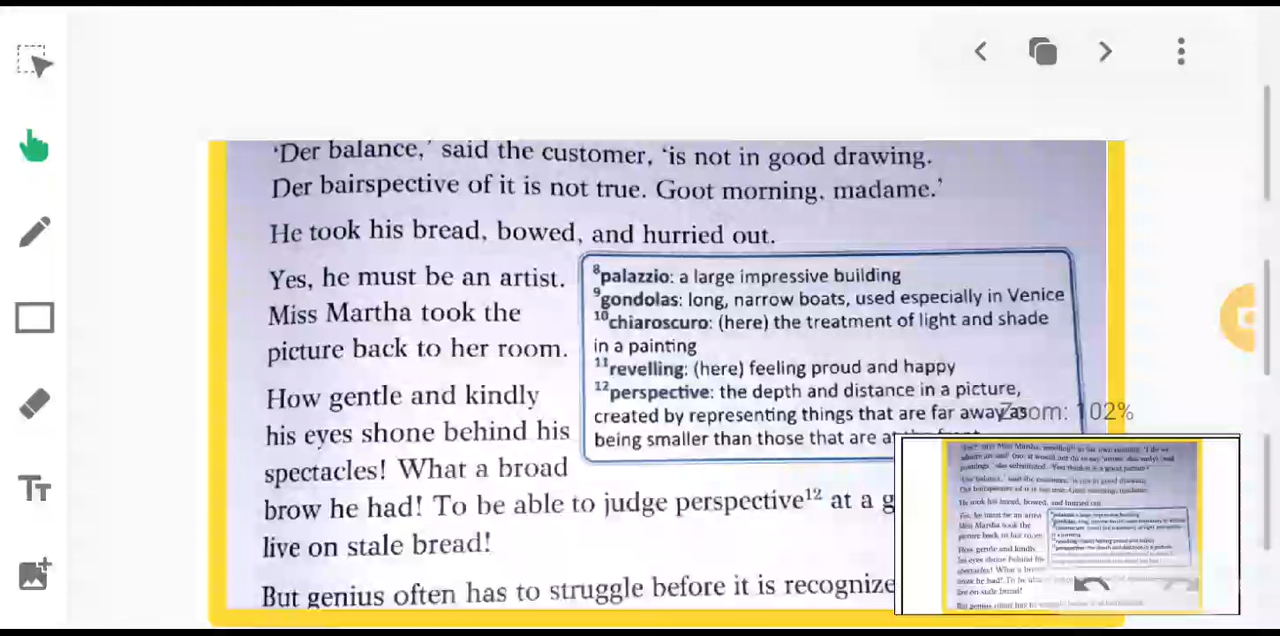 'Der balance,' said the customer, 'is not in good drawing.
Der bairspective of it is not true. Goot morning, madame.'
He took his bread, bowed, and hurried out.
Yes, he must be an artist.
Miss Martha took the
picture back to her room.
How gentle and kindly
his eyes shone behind his
spectacles! What a broad
brow he had! To be able to judge perspective¹² at a g
live on stale bread!
But genius often has to struggle before it is recognize
⁸palazzio: a large impressive building
⁹gondolas: long, narrow boats, used especially in Venice
¹⁰chiaroscuro: (here) the treatment of light and shade
in a painting
¹¹revelling: (here) feeling proud and happy
¹²perspective: the depth and distance in a picture,
created by representing things that are far away as
being smaller than those that are at
Zoom: 102%
Tт